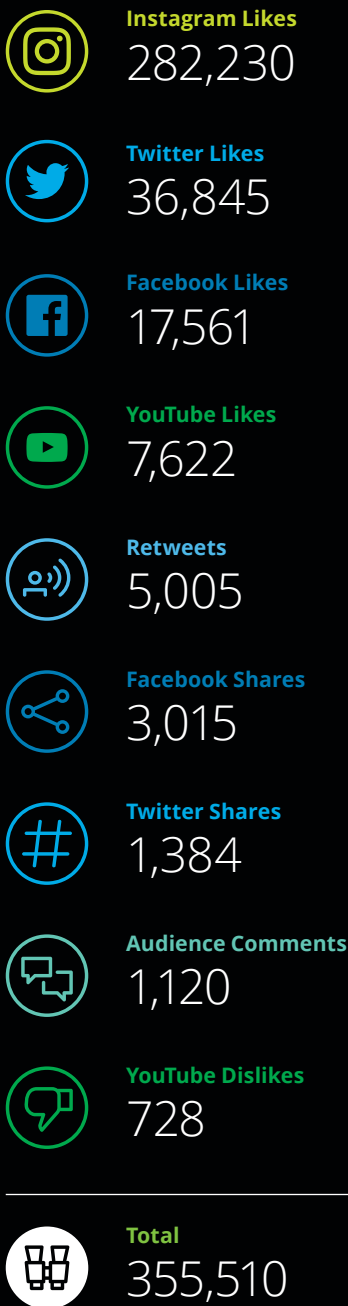 Instagram Likes
282,230
Twitter Likes
36,845
Facebook Likes
17,561
YouTube Likes
7,622
Retweets
5,005
Facebook Shares
3,015
Twitter Shares
1,384
Audience Comments
1,120
YouTube Dislikes
728
Total
355,510